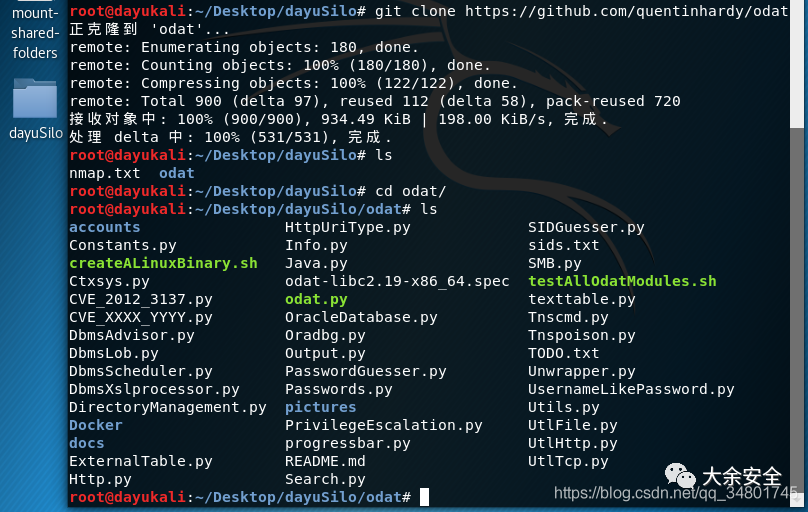 mount-
shared-
folders
dayuSilo
root@dayukali:~/Desktop/dayuSilo# git clone https://github.com/quentinhardy/odat
正克隆到 'odat'...
remote: Enumerating objects: 180, done.
remote: Counting objects: 100% (180/180), done.
remote: Compressing objects: 100% (122/122), done.
remote: Total 900 (delta 97), reused 112 (delta 58), pack-reused 720
接收对象中: 100% (900/900), 934.49 KiB | 198.00 KiB/s, 完成.
处理 delta 中: 100% (531/531), 完成.
root@dayukali:~/Desktop/dayuSilo# ls
nmap.txt  odat
root@dayukali:~/Desktop/dayuSilo# cd odat/
root@dayukali:~/Desktop/dayuSilo/odat# ls
accounts HttpUriType.py SIDGuesser.py
Constants.py Info.py sids.txt
createALinuxBinary.sh Java.py SMB.py
Ctxsys.py odat-libc2.19-x86_64.spec testAllOdatModules.sh
CVE_2012_3137.py odat.py texttable.py
CVE_XXXX_YYYY.py OracleDatabase.py Tnscmd.py
DbmsAdvisor.py Oradbg.py Tnspoison.py
DbmsLob.py Output.py TODO.txt
DbmsScheduler.py PasswordGuesser.py Unwrapper.py
DbmsXslprocessor.py Passwords.py UsernameLikePassword.py
DirectoryManagement.py pictures Utils.py
Docker PrivilegeEscalation.py UtlFile.py
docs progressbar.py UtlHttp.py
ExternalTable.py README.md UtlTcp.py
Http.py Search.py
root@dayukali:~/Desktop/dayuSilo/odat#
大余安全
https://blog.csdn.net/qq_34801745